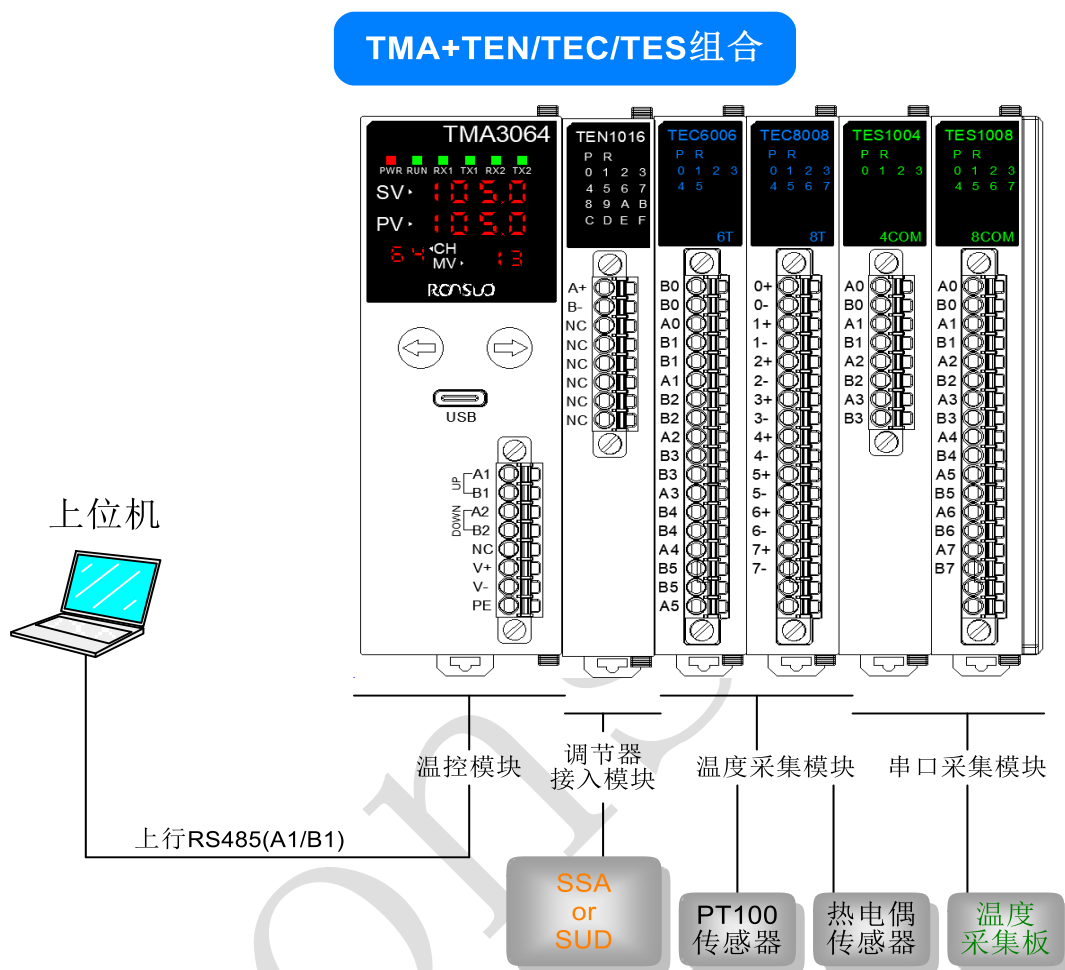 TMA+TEN/TEC/TES组合
TMA3064
PWR RUN RX1 TX1 RX2 TX2
SV
105.0
PV
105.0
64
CH
MV
13
RONSUO
USB
UP
DOWN
A1
B1
A2
B2
NC
V+
V-
PE
TEN1016
P R
0 1 2 3
4 5 6 7
8 9 A B
C D E F
A+
B-
NC
NC
NC
NC
NC
NC
TEC6006
P R
0 1 2 3
4 5
6T
B0
B0
A0
B1
B1
A1
B2
B2
A2
B3
B3
A3
B4
B4
A4
B5
B5
A5
TEC8008
P R
0 1 2 3
4 5 6 7
8T
0+
0-
1+
1-
2+
2-
3+
3-
4+
4-
5+
5-
6+
6-
7+
7-
TES1004
P R
0 1 2 3
4COM
A0
B0
A1
B1
A2
B2
A3
B3
TES1008
P R
0 1 2 3
4 5 6 7
8COM
A0
B0
A1
B1
A2
B2
A3
B3
A4
B4
A5
B5
A6
B6
A7
B7
上位机
温控模块
调节器
接入模块
温度采集模块
串口采集模块
上行RS485(A1/B1)
SSA
or
SUD
PT100
传感器
热电偶
传感器
温度
采集板